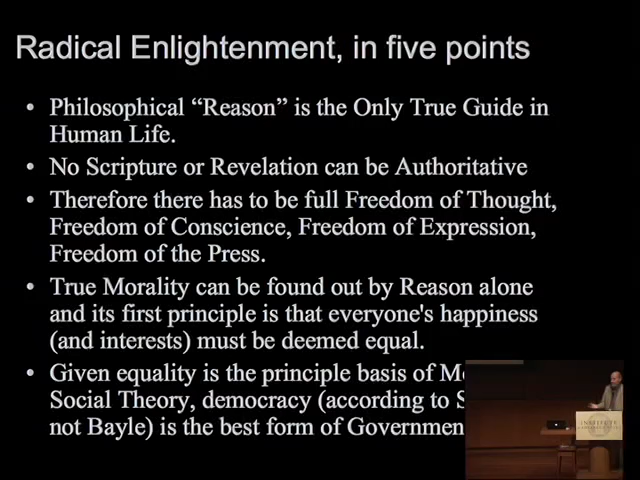 Radical Enlightenment, in five points
• Philosophical “Reason” is the Only True Guide in
Human Life.
• No Scripture or Revelation can be Authoritative
• Therefore there has to be full Freedom of Thought,
Freedom of Conscience, Freedom of Expression,
Freedom of the Press.
• True Morality can be found out by Reason alone
and its first principle is that everyone's happiness
(and interests) must be deemed equal.
• Given equality is the principle basis of
Social Theory, democracy (according to
not Bayle) is the best form of
INSTITUTE